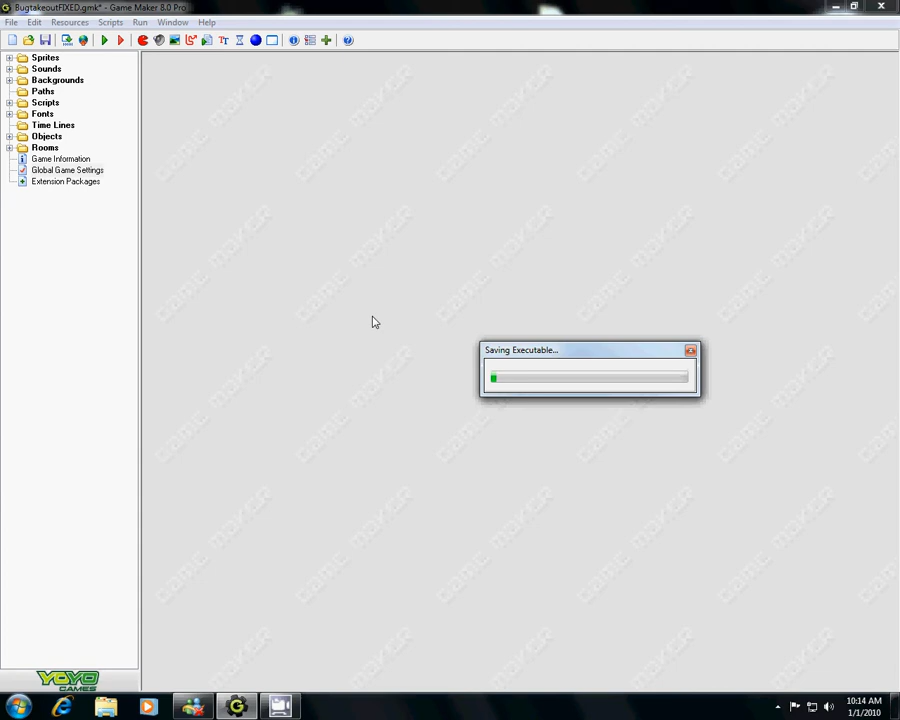 BugtakeoutFIXED.gmk* - Game Maker 8.0 Pro
File Edit Resources Scripts Run Window Help
Sprites
Sounds
Backgrounds
Paths
Scripts
Fonts
Time Lines
Objects
Rooms
Game Information
Global Game Settings
Extension Packages
Saving Executable...
YOYO
GAMES
10:14 AM
1/1/2010
GAME MAKER